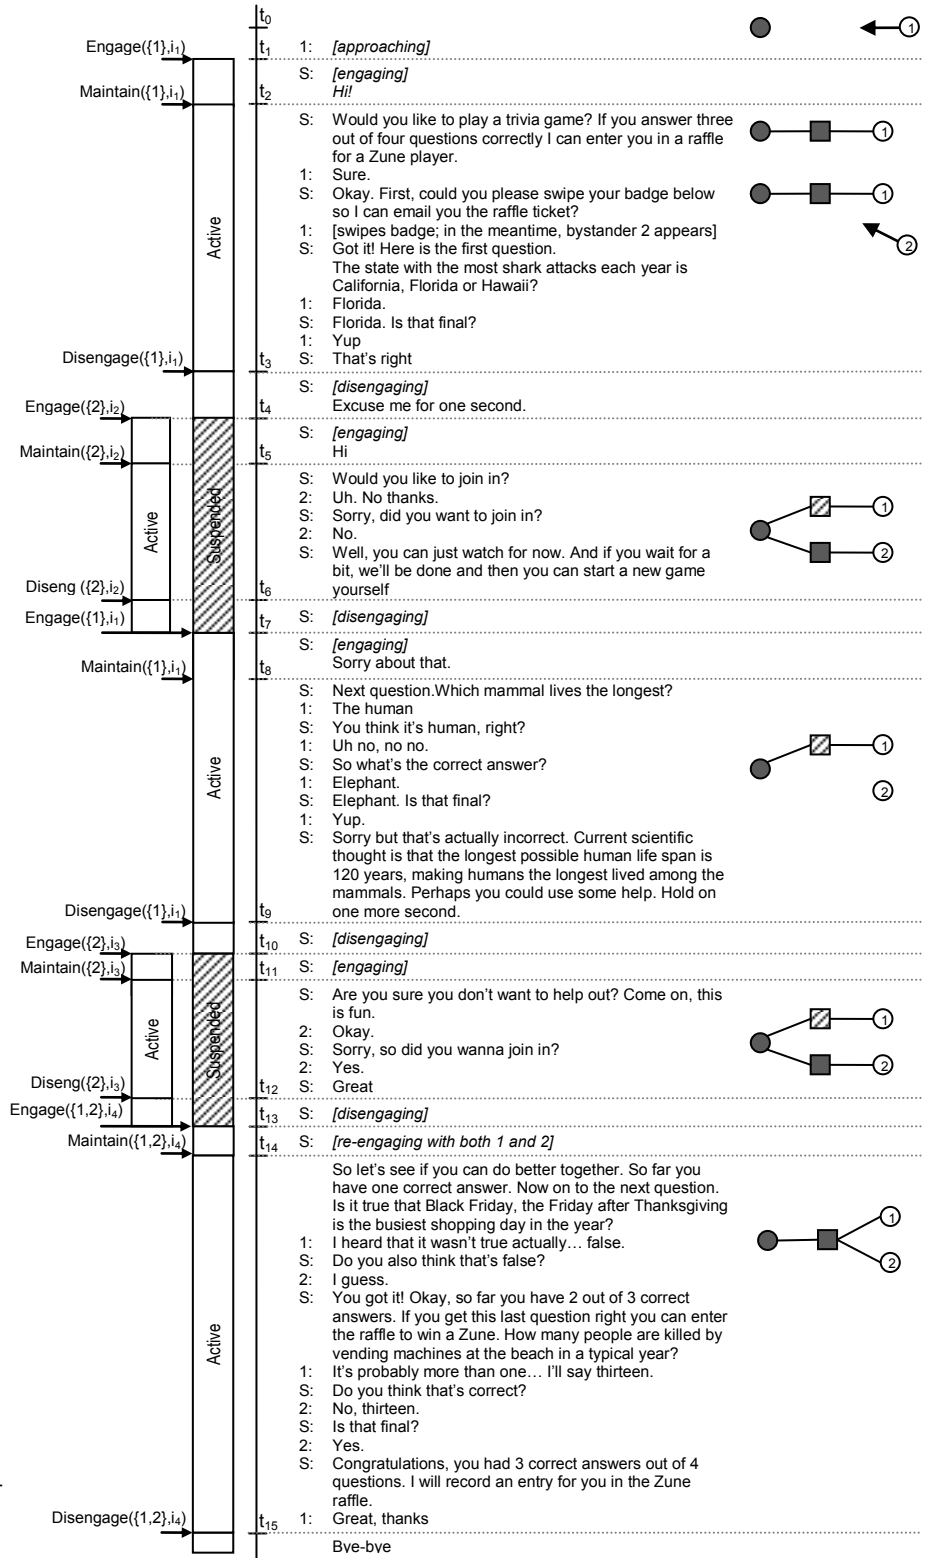 t0
Engage({1},i1)
t1
1: [approaching]
1
S: [engaging]
Maintain({1},i1)
t2
Hi!
S: Would you like to play a trivia game? If you answer three
out of four questions correctly I can enter you in a raffle
for a Zune player.
1
1: Sure.
S: Okay. First, could you please swipe your badge below
so I can email you the raffle ticket?
1
1: [swipes badge; in the meantime, bystander 2 appears]
2
S: Got it! Here is the first question.
The state with the most shark attacks each year is
California, Florida or Hawaii?
Active
1: Florida.
S: Florida. Is that final?
1: Yup
Disengage({1},i1)
t3
S: That's right
S: [disengaging]
Engage({2},i2)
t4
Excuse me for one second.
S: [engaging]
Maintain({2},i2)
t5
Hi
S: Would you like to join in?
2: Uh. No thanks.
1
S: Sorry, did you want to join in?
2: No.
2
Active
Suspended
S: Well, you can just watch for now. And if you wait for a
bit, we'll be done and then you can start a new game
Diseng ({2},i2)
t6
yourself
Engage({1},i1)
t7
S: [disengaging]
S: [engaging]
Maintain({1},i1)
t8
Sorry about that.
S: Next question.Which mammal lives the longest?
1: The human
S: You think it's human, right?
1: Uh no, no no.
1
S: So what's the correct answer?
1: Elephant.
2
Active
S: Elephant. Is that final?
1: Yup.
S: Sorry but that's actually incorrect. Current scientific
thought is that the longest possible human life span is
120 years, making humans the longest lived among the
mammals. Perhaps you could use some help. Hold on
Disengage({1},i1)
t9
one more second.
Engage({2},i3)
t10
S: [disengaging]
Maintain({2},i3)
t11
S: [engaging]
S: Are you sure you don't want to help out? Come on, this
is fun.
1
2: Okay.
S: Sorry, so did you wanna join in?
2
2: Yes.
Active
Suspended
Diseng({2},i3)
t12
S: Great
Engage({1,2},i4)
t13
S: [disengaging]
Maintain({1,2},i4)
t14
S: [re-engaging with both 1 and 2]
So let's see if you can do better together. So far you
have one correct answer. Now on to the next question.
Is it true that Black Friday, the Friday after Thanksgiving
is the busiest shopping day in the year?
1
1: I heard that it wasn't true actually… false.
S: Do you also think that's false?
2
2: I guess.
S: You got it! Okay, so far you have 2 out of 3 correct
answers. If you get this last question right you can enter
the raffle to win a Zune. How many people are killed by
vending machines at the beach in a typical year?
Active
1: It's probably more than one… I'll say thirteen.
S: Do you think that's correct?
2: No, thirteen.
S: Is that final?
2: Yes.
S: Congratulations, you had 3 correct answers out of 4
questions. I will record an entry for you in the Zune
raffle.
Disengage({1,2},i4)
t15
1: Great, thanks
Bye-bye